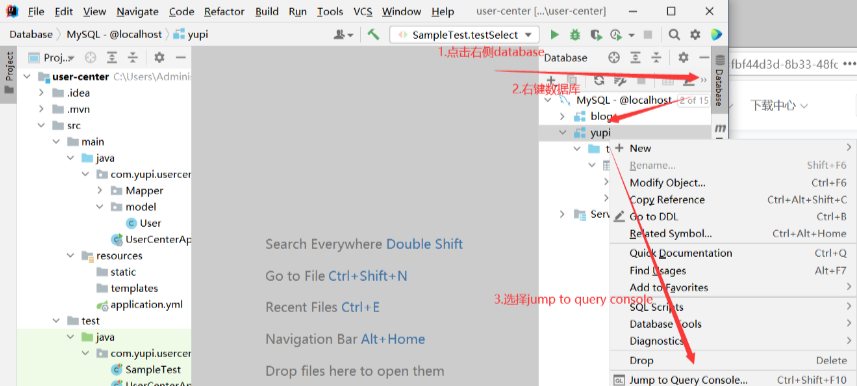 File Edit View Navigate Code Refactor Build Run Tools VCS Window Help user-center [...\user-center]
Database MySQL - @localhost yupi
SampleTest.testSelect
Project
Proj...
user-center C:\Users\Admini
.idea
.mvn
src
main
java
com.yupi.usercen
Mapper
model
User
UserCenterAp
resources
static
templates
application.yml
test
java
com.yupi.usercen
SampleTest
UserCenterAp
1.点击右侧database
2.右键数据库
3.选择jump to query console
Search Everywhere Double Shift
Go to File Ctrl+Shift+N
Recent Files Ctrl+E
Navigation Bar Alt+Home
Drop files here to open them
Database
MySQL - @localhost 2 of 15
blog
yupi
t
Serv
Database
m
New
Rename... Shift+F6
Modify Object... Ctrl+F6
Copy Reference Ctrl+Alt+Shift+C
Go to DDL Ctrl+B
Related Symbol... Ctrl+Alt+Home
Quick Documentation Ctrl+Q
Find Usages Alt+F7
Add to Favorites
SQL Scripts
Database Tools
Diagnostics
Drop Delete
Jump to Query Console... Ctrl+Shift+F10
fbf44d3d-8b33-48fc
下载中心